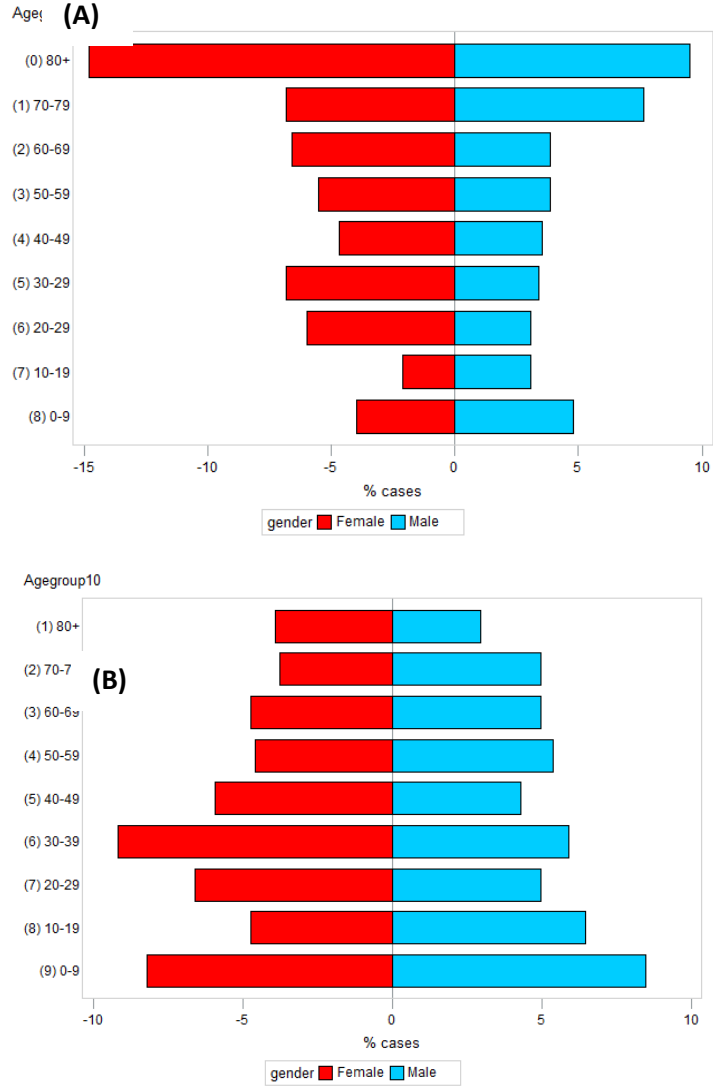 (A)
(0) 80+
(1) 70-79
(2) 60-69
(3) 50-59
(4) 40-49
(5) 30-29
(6) 20-29
(7) 10-19
(8) 0-9
-15 -10 -5 0 5 10
% cases
gender Female Male
Agegroup10
(1) 80+
(2) 70-7
(B)
(3) 60-69
(4) 50-59
(5) 40-49
(6) 30-39
(7) 20-29
(8) 10-19
(9) 0-9
-10 -5 0 5 10
% cases
gender Female Male